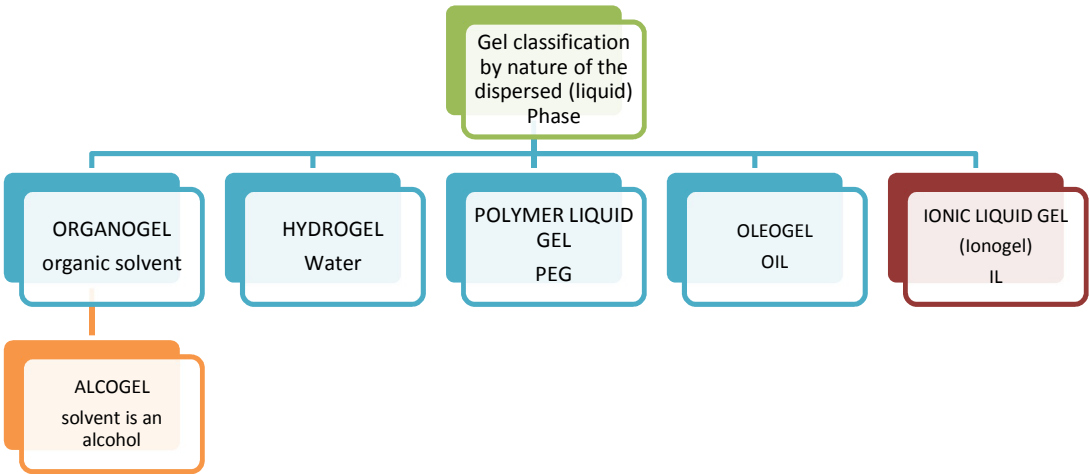 Gel classification
by nature of the
dispersed (liquid)
Phase
ORGANOGEL
organic solvent
HYDROGEL
Water
POLYMER LIQUID
GEL
PEG
OLEOGEL
OIL
IONIC LIQUID GEL
(Ionogel)
IL
ALCOGEL
solvent is an
alcohol